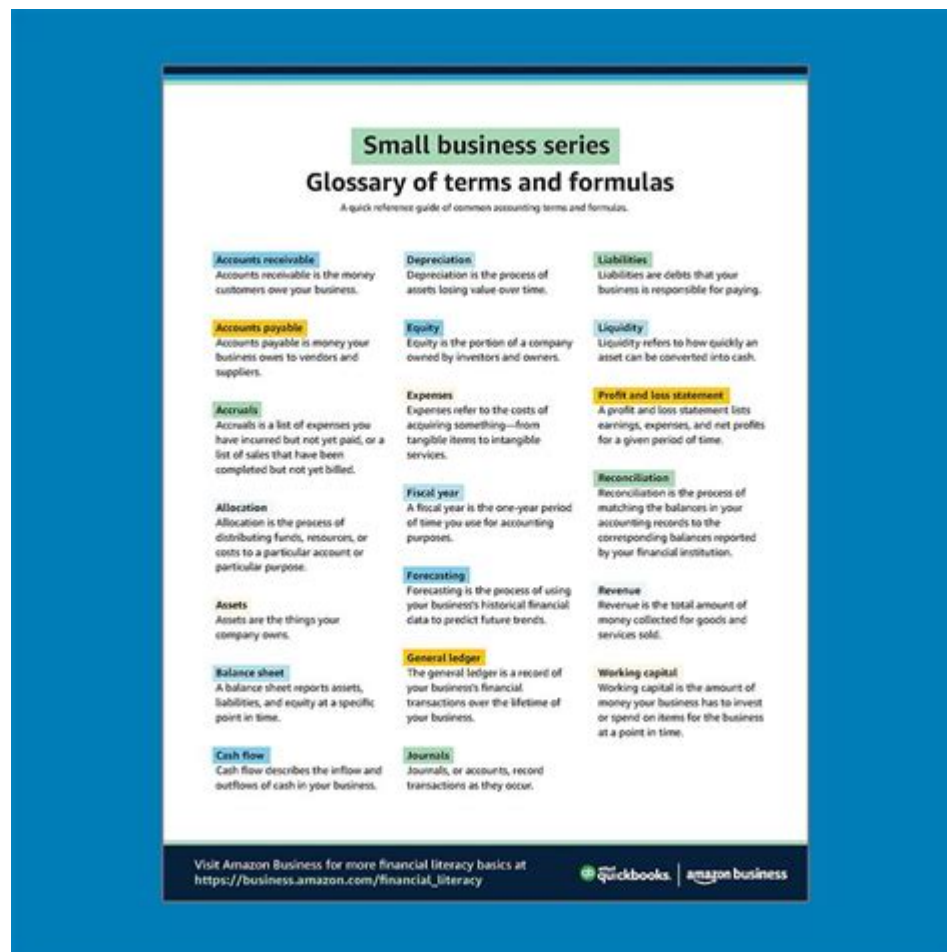 Small business series
Glossary of terms and formulas
A quick reference guide of common accounting terms and formulas.
Accounts receivable
Accounts receivable is the money
customers owe your business.
Accounts payable
Accounts payable is money your
business owes to vendors and
suppliers.
Accruals
Accruals is a list of expenses you
have incurred but not yet paid, or a
list of sales that have been
completed but not yet billed.
Allocation
Allocation is the process of
distributing funds, resources, or
costs to a particular account or
particular purpose.
Assets
Assets are the things your
company owns.
Balance sheet
A balance sheet reports assets,
liabilities, and equity at a specific
point in time.
Cash flow
Cash flow describes the inflow and
outflows of cash in your business.
Depreciation
Depreciation is the process of
assets losing value over time.
Equity
Equity is the portion of a company
owned by investors and owners.
Expenses
Expenses refer to the costs of
acquiring something—from
tangible items to intangible
services.
Fiscal year
A fiscal year is the one-year period
of time you use for accounting
purposes.
Forecasting
Forecasting is the process of using
your business's historical financial
data to predict future trends.
General ledger
The general ledger is a record of
your business's financial
transactions over the lifetime of
your business.
Journals
Journals, or accounts, record
transactions as they occur.
Liabilities
Liabilities are debts that your
business is responsible for paying.
Liquidity
Liquidity refers to how quickly an
asset can be converted into cash.
Profit and loss statement
A profit and loss statement lists
earnings, expenses, and net profits
for a given period of time.
Reconciliation
Reconciliation is the process of
matching the balances in your
accounting records to the
corresponding balances reported
by your financial institution.
Revenue
Revenue is the total amount of
money collected for goods and
services sold.
Working capital
Working capital is the amount of
money your business has to invest
or spend on items for the business
at a point in time.
Visit Amazon Business for more financial literacy basics at
https://business.amazon.com/financial_literacy
quickbooks.
amazon business